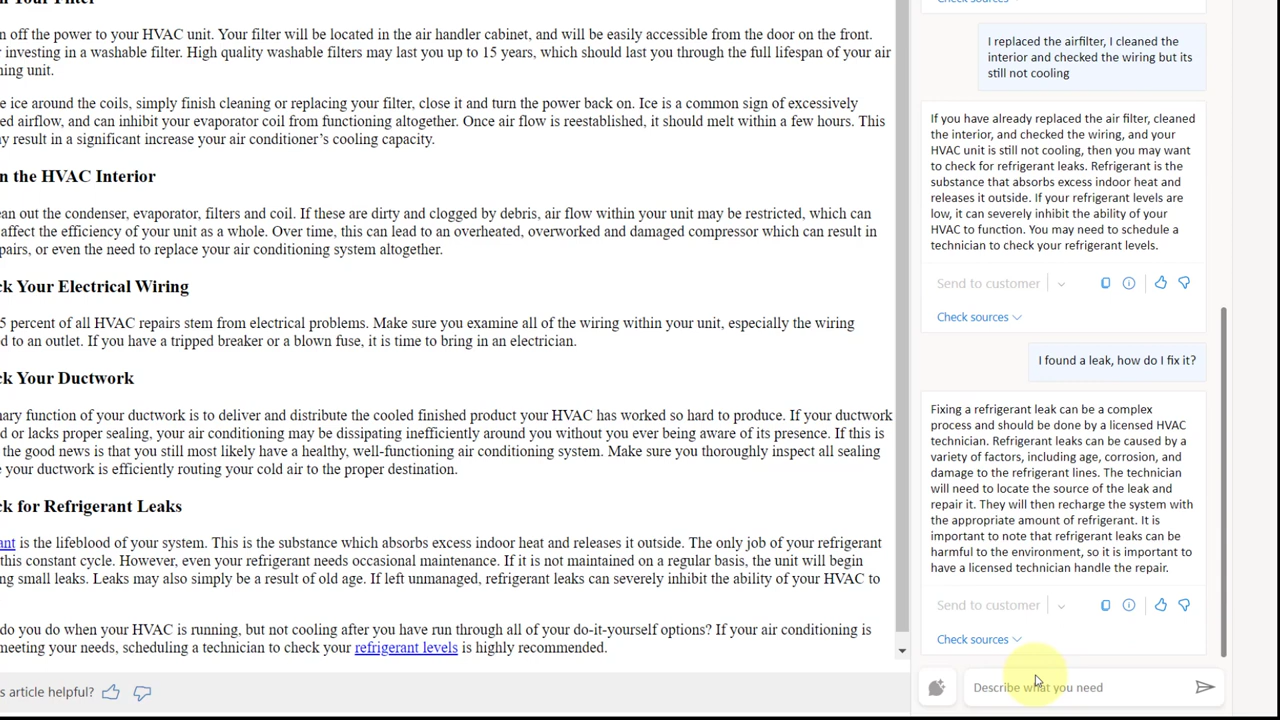 n off the power to your HVAC unit. Your filter will be located in the air handler cabinet, and will be easily accessible from the door on the front.
investing in a washable filter. High quality washable filters may last you up to 15 years, which should last you through the full lifespan of your air
ning unit.
e ice around the coils, simply finish cleaning or replacing your filter, close it and turn the power back on. Ice is a common sign of excessively
ed airflow, and can inhibit your evaporator coil from functioning altogether. Once air flow is reestablished, it should melt within a few hours. This
y result in a significant increase your air conditioner's cooling capacity.
n the HVAC Interior
ean out the condenser, evaporator, filters and coil. If these are dirty and clogged by debris, air flow within your unit may be restricted, which can
affect the efficiency of your unit as a whole. Over time, this can lead to an overheated, overworked and damaged compressor which can result in
pairs, or even the need to replace your air conditioning system altogether.
ck Your Electrical Wiring
5 percent of all HVAC repairs stem from electrical problems. Make sure you examine all of the wiring within your unit, especially the wiring
d to an outlet. If you have a tripped breaker or a blown fuse, it is time to bring in an electrician.
ck Your Ductwork
ary function of your ductwork is to deliver and distribute the cooled finished product your HVAC has worked so hard to produce. If your ductwork
d or lacks proper sealing, your air conditioning may be dissipating inefficiently around you without you ever being aware of its presence. If this is
the good news is that you still most likely have a healthy, well-functioning air conditioning system. Make sure you thoroughly inspect all sealing
e your ductwork is efficiently routing your cold air to the proper destination.
ck for Refrigerant Leaks
ant is the lifeblood of your system. This is the substance which absorbs excess indoor heat and releases it outside. The only job of your refrigerant
this constant cycle. However, even your refrigerant needs occasional maintenance. If it is not maintained on a regular basis, the unit will begin
ng small leaks. Leaks may also simply be a result of old age. If left unmanaged, refrigerant leaks can severely inhibit the ability of your HVAC to
do you do when your HVAC is running, but not cooling after you have run through all of your do-it-yourself options? If your air conditioning is
meeting your needs, scheduling a technician to check your refrigerant levels is highly recommended.
s article helpful?
I replaced the airfilter, I cleaned the
interior and checked the wiring but its
still not cooling
If you have already replaced the air filter, cleaned
the interior, and checked the wiring, and your
HVAC unit is still not cooling, then you may want
to check for refrigerant leaks. Refrigerant is the
substance that absorbs excess indoor heat and
releases it outside. If your refrigerant levels are
low, it can severely inhibit the ability of your
HVAC to function. You may need to schedule a
technician to check your refrigerant levels.
Send to customer
Check sources
I found a leak, how do I fix it?
Fixing a refrigerant leak can be a complex
process and should be done by a licensed HVAC
technician. Refrigerant leaks can be caused by a
variety of factors, including age, corrosion, and
damage to the refrigerant lines. The technician
will need to locate the source of the leak and
repair it. They will then recharge the system with
the appropriate amount of refrigerant. It is
important to note that refrigerant leaks can be
harmful to the environment, so it is important to
have a licensed technician handle the repair.
Send to customer
Check sources
Describe what you need